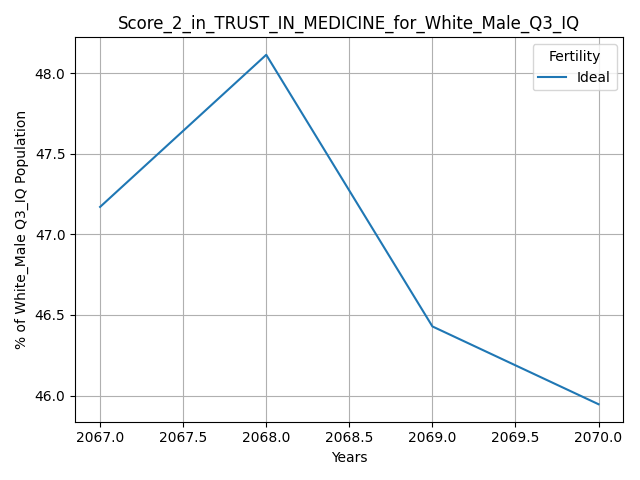 Score_2_in_TRUST_IN_MEDICINE_for_White_Male_Q3_IQ
Fertility
Ideal
% of White_Male Q3_IQ Population
48.0
47.5
47.0
46.5
46.0
2067.0 2067.5 2068.0 2068.5 2069.0 2069.5 2070.0
Years